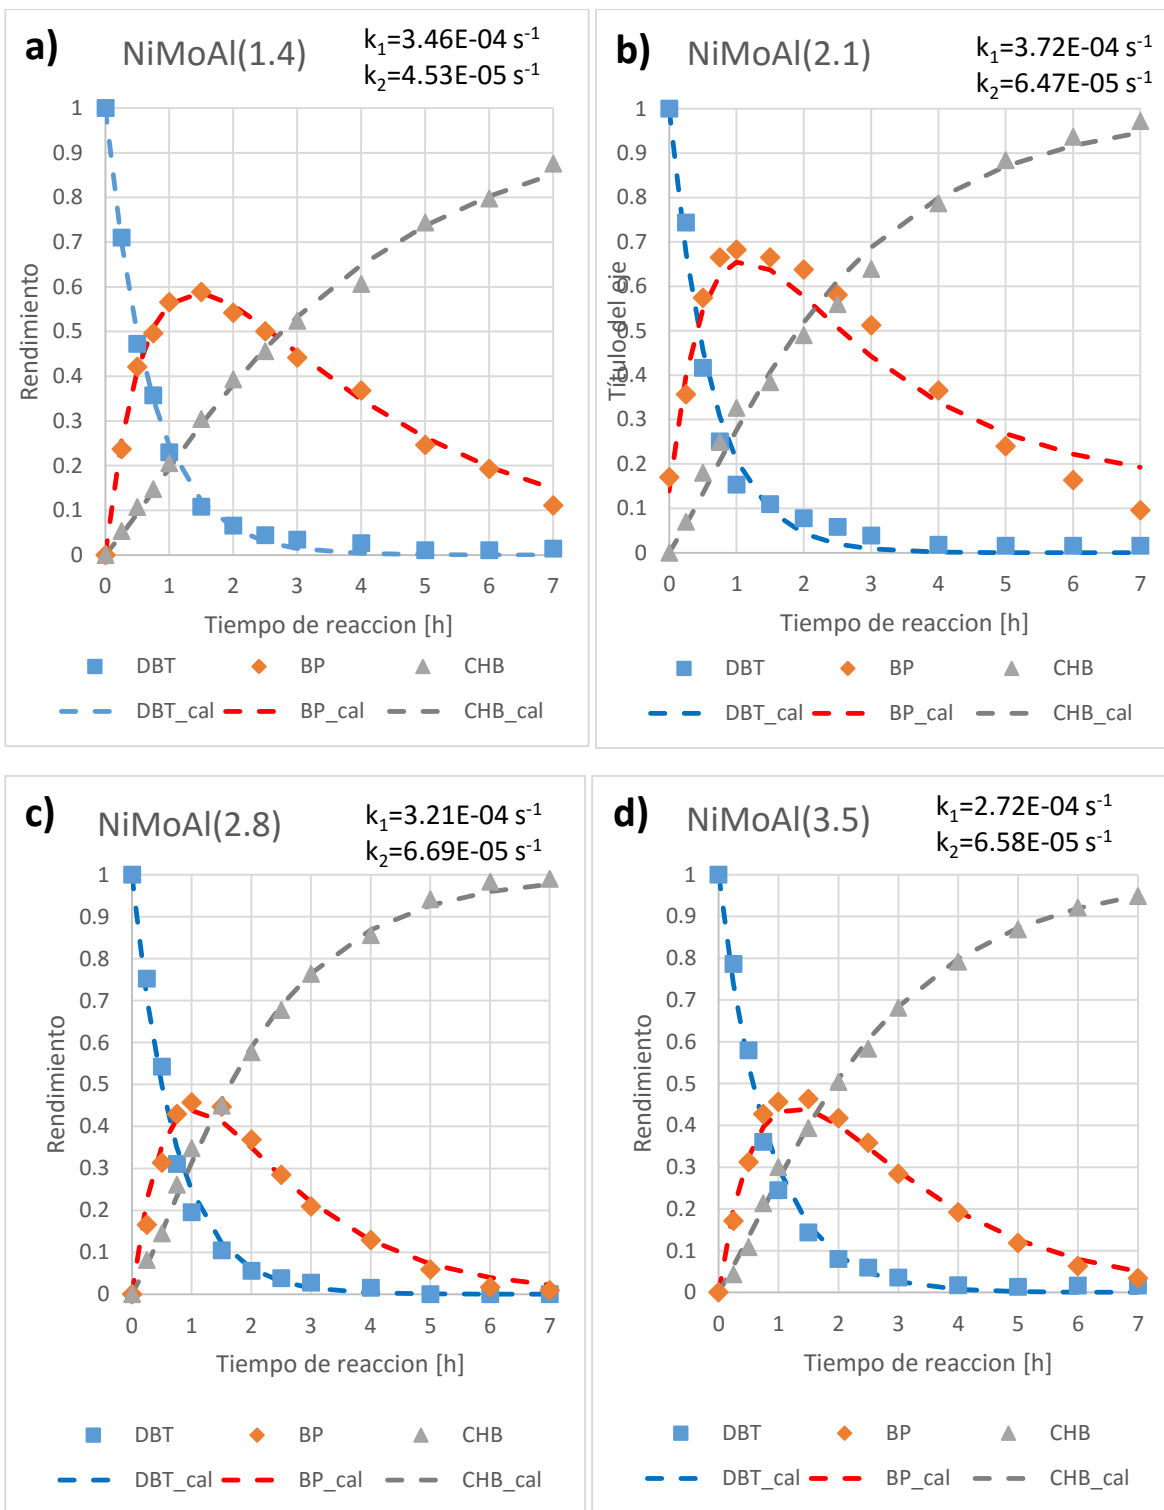 a) NiMoAl(1.4)
k1=3.46E-04 s-1
k2=4.53E-05 s-1
1
0.9
0.8
0.7
0.6
0.5
0.4
0.3
0.2
0.1
0
Rendimiento
0 1 2 3 4 5 6 7
Tiempo de reaccion [h]
DBT BP CHB
DBT_cal BP_cal CHB_cal
b) NiMoAl(2.1)
k1=3.72E-04 s-1
k2=6.47E-05 s-1
1
0.9
0.8
0.7
0.6
0.5
0.4
0.3
0.2
0.1
0
Título del eje
0 1 2 3 4 5 6 7
Tiempo de reaccion [h]
DBT BP CHB
DBT_cal BP_cal CHB_cal
c) NiMoAl(2.8)
k1=3.21E-04 s-1
k2=6.69E-05 s-1
1
0.9
0.8
0.7
0.6
0.5
0.4
0.3
0.2
0.1
0
Rendimiento
0 1 2 3 4 5 6 7
Tiempo de reaccion [h]
DBT BP CHB
DBT_cal BP_cal CHB_cal
d) NiMoAl(3.5)
k1=2.72E-04 s-1
k2=6.58E-05 s-1
1
0.9
0.8
0.7
0.6
0.5
0.4
0.3
0.2
0.1
0
Rendimiento
0 1 2 3 4 5 6 7
Tiempo de reaccion [h]
DBT BP CHB
DBT_cal BP_cal CHB_cal